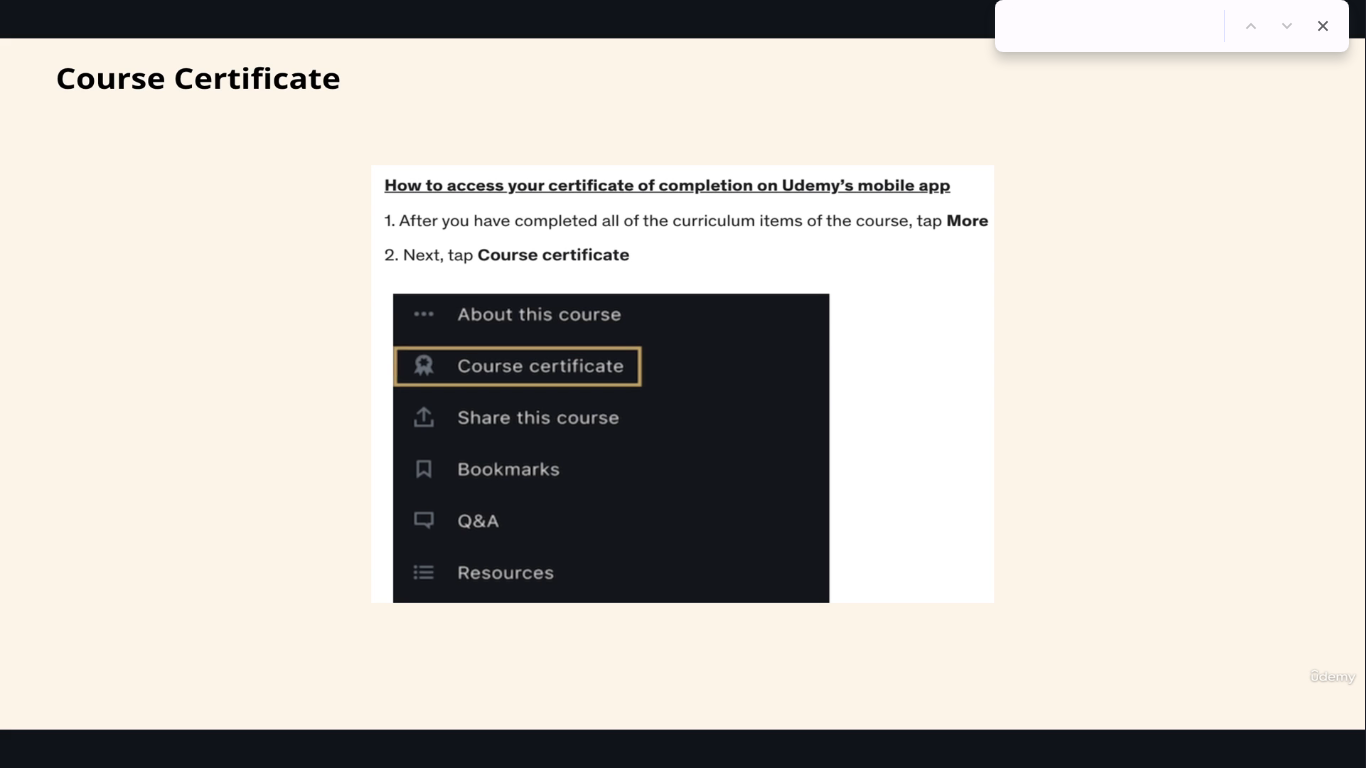 Course Certificate
How to access your certificate of completion on Udemy’s mobile app
1. After you have completed all of the curriculum items of the course, tap More
2. Next, tap Course certificate
About this course
Course certificate
Share this course
Bookmarks
Q&A
Resources
ûdemy